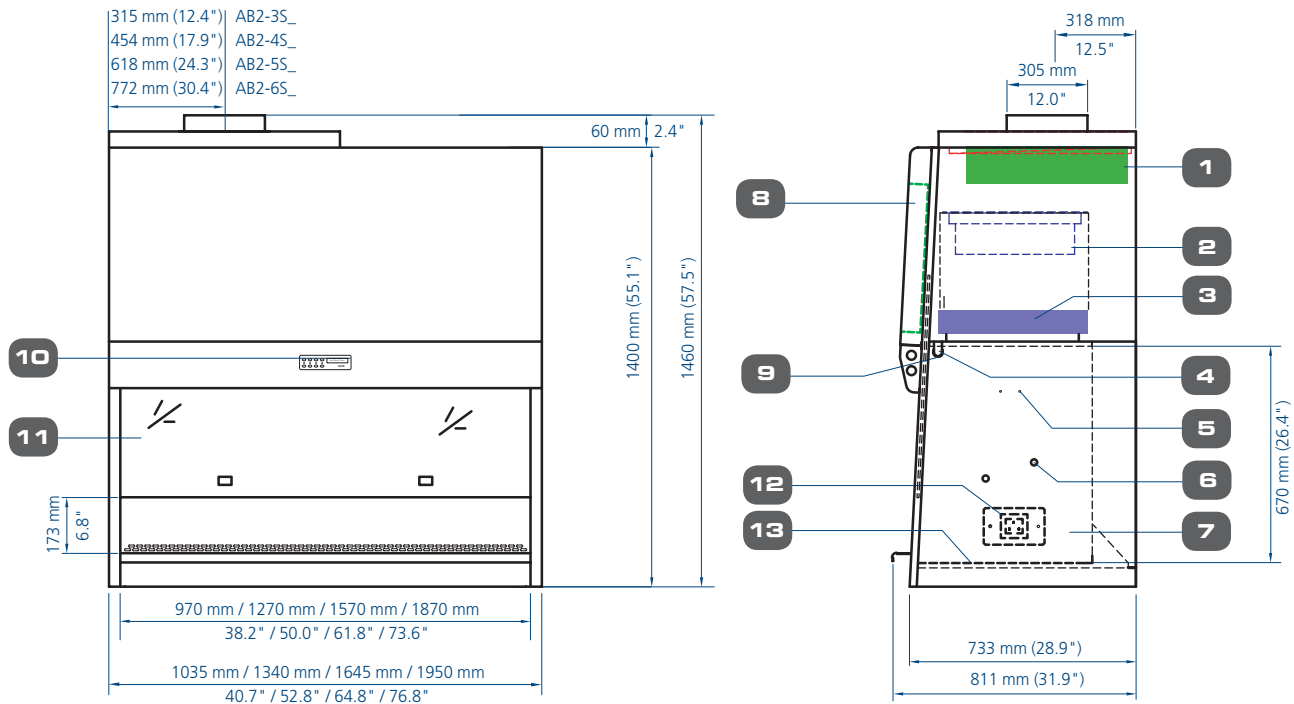 315 mm (12.4") AB2-3S_
454 mm (17.9") AB2-4S_
618 mm (24.3") AB2-5S_
772 mm (30.4") AB2-6S_
60 mm 2.4"
1400 mm (55.1")
1460 mm (57.5")
10
11
173 mm
6.8"
970 mm / 1270 mm / 1570 mm / 1870 mm
38.2" / 50.0" / 61.8" / 73.6"
1035 mm / 1340 mm / 1645 mm / 1950 mm
40.7" / 52.8" / 64.8" / 76.8"
318 mm
12.5"
305 mm
12.0"
1
8
2
3
9
4
5
12
6
13
7
670 mm (26.4")
733 mm (28.9")
811 mm (31.9")